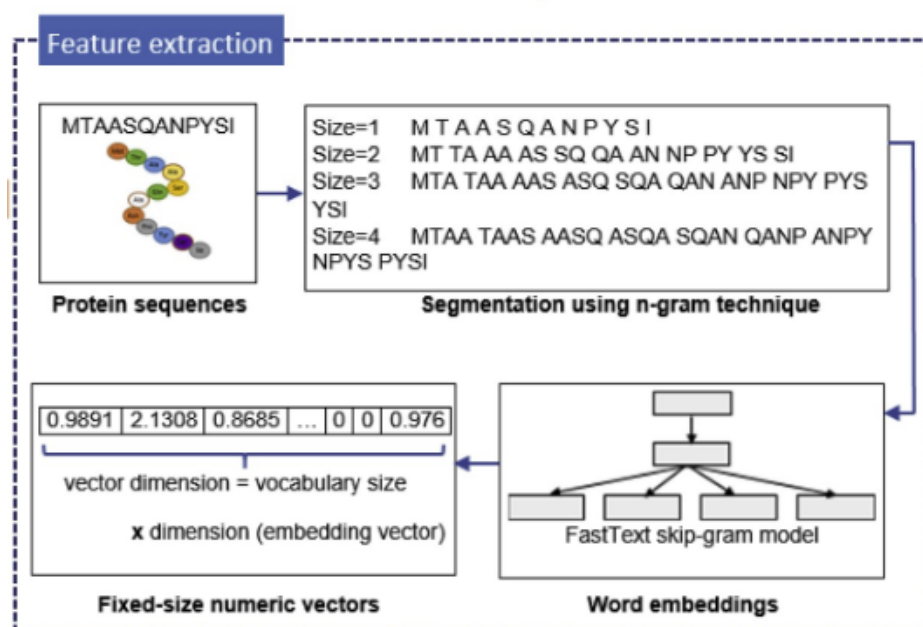 Feature extraction
MTAASQANPYSI
Protein sequences
Size=1 M T A A S Q A N P Y S I
Size=2 MT TA AA AS SQ QA AN NP PY YS SI
Size=3 MTA TAA AAS ASQ SQA QAN ANP NPY PYS
YSI
Size=4 MTAA TAAS AASQ ASQA SQAN QANP ANPY
NPYS PYSI
Segmentation using n-gram technique
0.9891 2.1308 0.8685 ... 0 0 0.976
vector dimension = vocabulary size
x dimension (embedding vector)
Fixed-size numeric vectors
FastText skip-gram model
Word embeddings